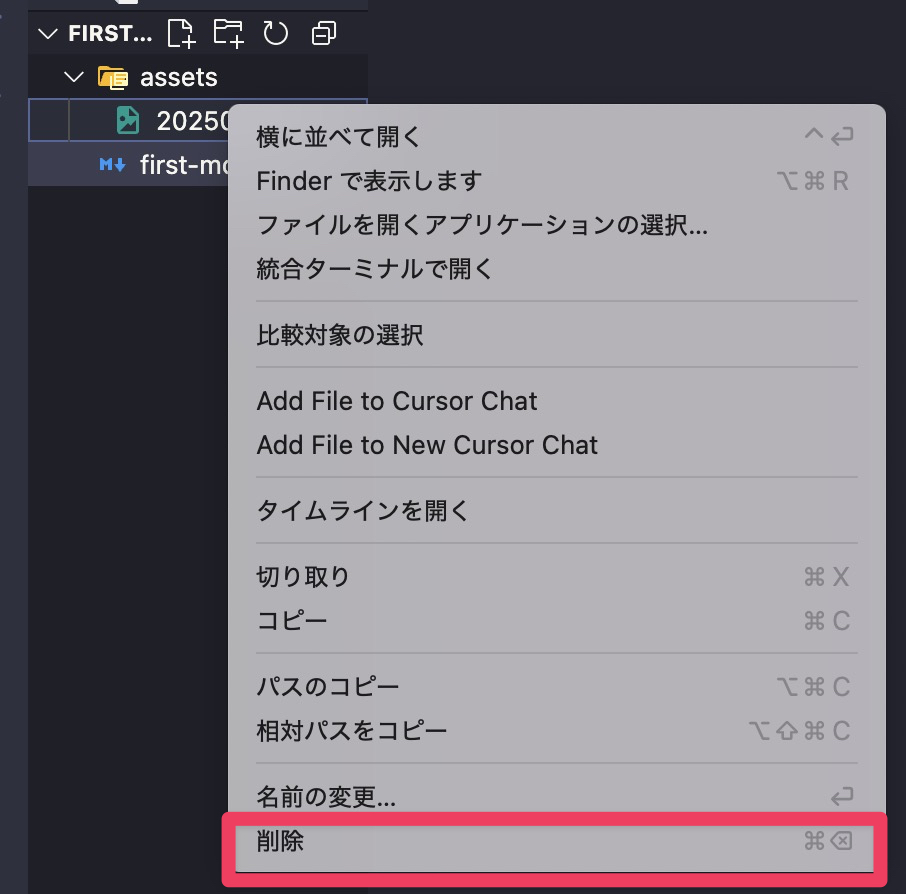 FIRST...
assets
2025
横に並べて開く ^↩
Finder で表示します ⌥⌘R
ファイルを開くアプリケーションの選択...
統合ターミナルで開く
比較対象の選択
Add File to Cursor Chat
Add File to New Cursor Chat
タイムラインを開く
切り取り ⌘X
コピー ⌘C
パスのコピー ⌥⌘C
相対パスをコピー ⌥⇧⌘C
名前の変更... ↩
削除 ⌘⌫
M↓ first-m